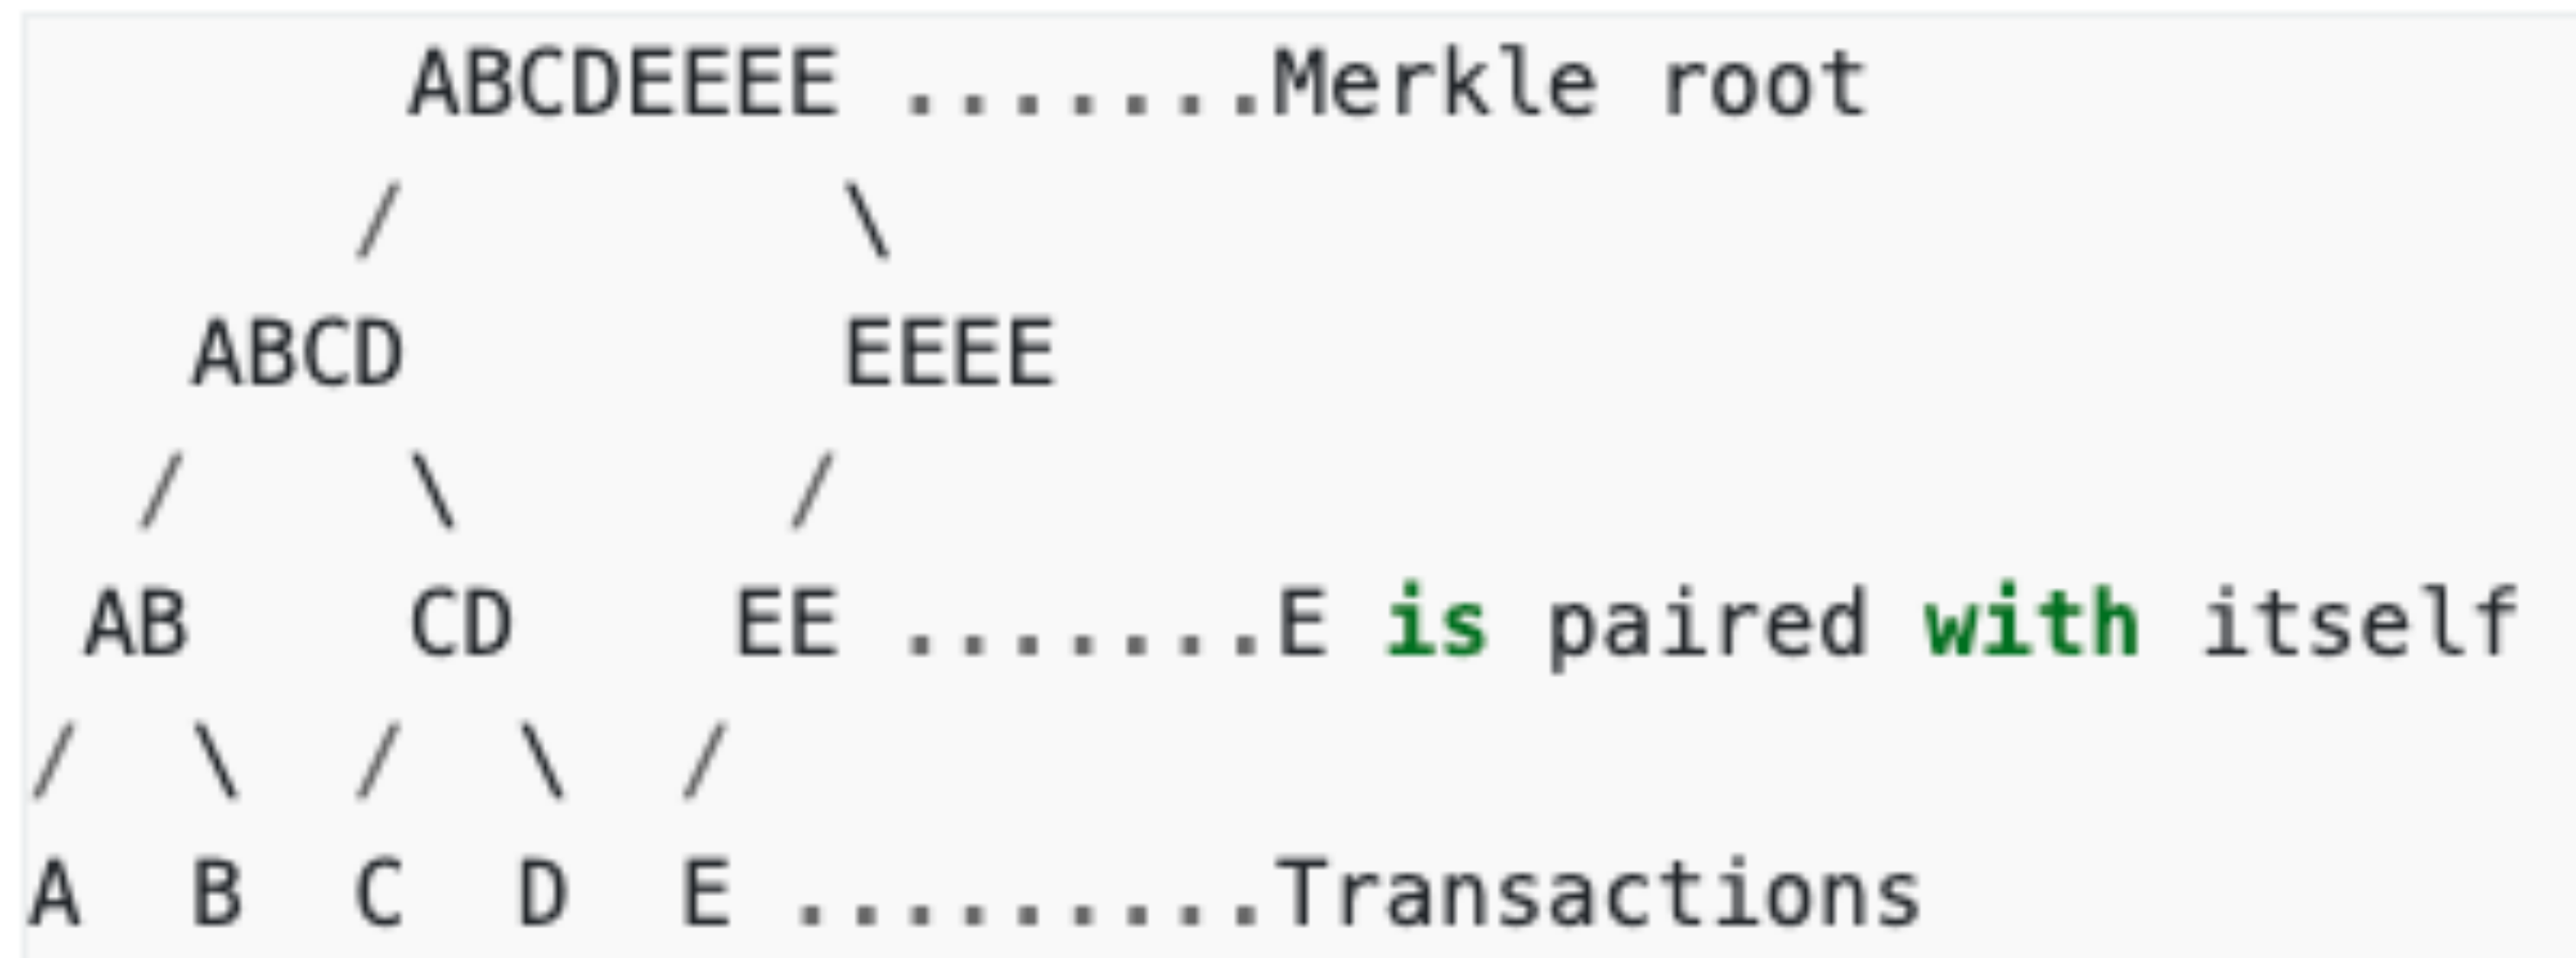 ABCDEEEE .......Merkle root
/ \
ABCD EEEE
/ \ /
AB CD EE .......E is paired with itself
/ \ / \ /
A B C D E .........Transactions